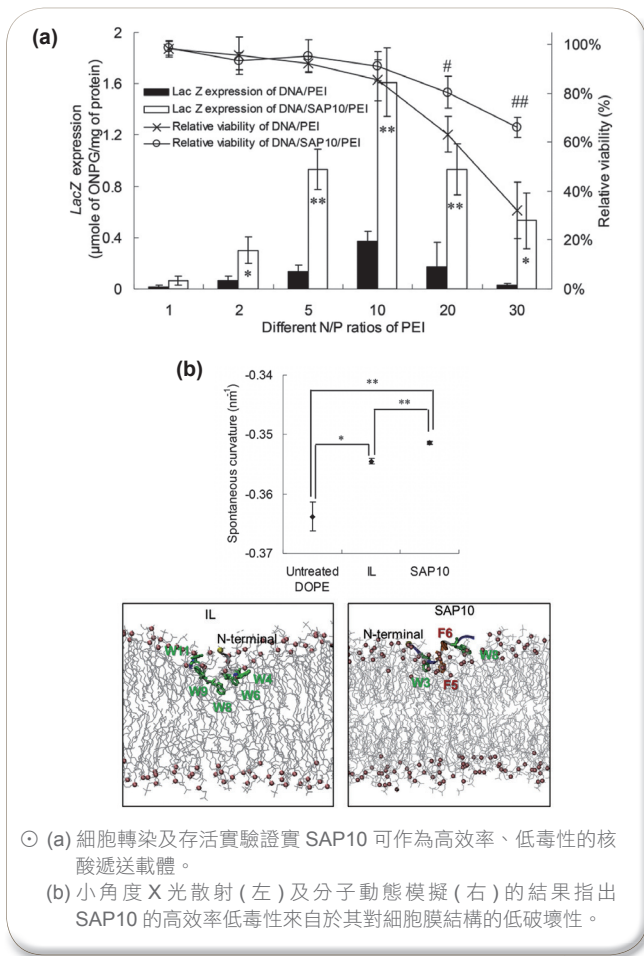 (a)
2
1.6
1.2
0.8
0.4
0
LacZ expression
(μmole of ONPG/mg of protein)
Lac Z expression of DNA/PEI
Lac Z expression of DNA/SAP10/PEI
Relative viability of DNA/PEI
Relative viability of DNA/SAP10/PEI
*
**
**
**
*
#
##
100%
80%
60%
40%
20%
0%
Relative viability (%)
1 2 5 10 20 30
Different N/P ratios of PEI
(b)
-0.34
-0.35
-0.36
-0.37
Spontaneous curvature (nm-1)
**
**
*
Untreated
DOPE
IL
SAP10
IL
N-terminal
W11
W9
W8
W6
W4
SAP10
N-terminal
F6
W3
F5
⊙ (a) 細胞轉染及存活實驗證實 SAP10 可作為高效率、低毒性的核
酸遞送載體。
(b) 小角度 X 光散射 ( 左 ) 及分子動態模擬 ( 右 ) 的結果指出
SAP10 的高效率低毒性來自於其對細胞膜結構的低破壞性。